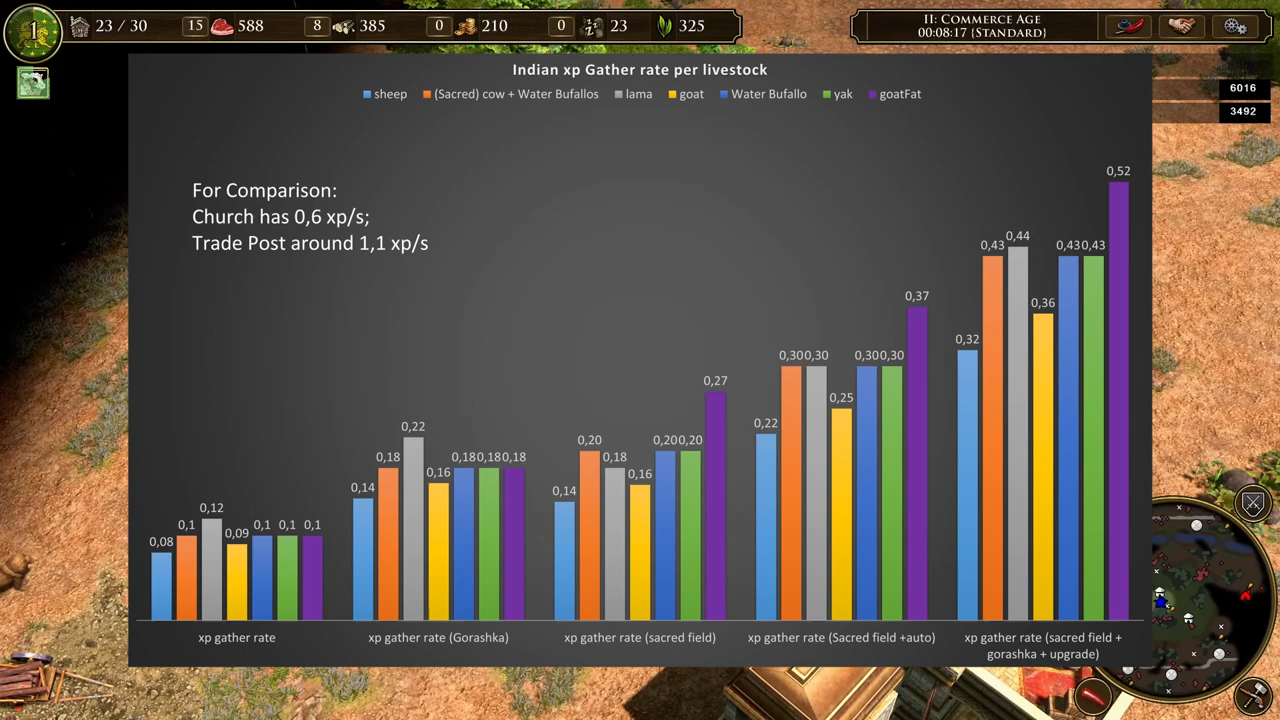 1
23 / 30
15
588
8
385
0
210
0
23
325
II: Commerce Age
00:08:17 {Standard}
6016
3492
Indian xp Gather rate per livestock
sheep
(Sacred) cow + Water Bufallos
lama
goat
Water Bufallo
yak
goatFat
For Comparison:
Church has 0,6 xp/s;
Trade Post around 1,1 xp/s
0,08
0,1
0,12
0,09
0,1
0,1
0,1
0,14
0,18
0,22
0,16
0,18
0,18
0,18
0,14
0,20
0,18
0,16
0,20
0,20
0,27
0,22
0,30
0,30
0,25
0,30
0,30
0,37
0,32
0,43
0,44
0,36
0,43
0,43
0,52
xp gather rate
xp gather rate (Gorashka)
xp gather rate (sacred field)
xp gather rate (Sacred field +auto)
xp gather rate (sacred field +
gorashka + upgrade)